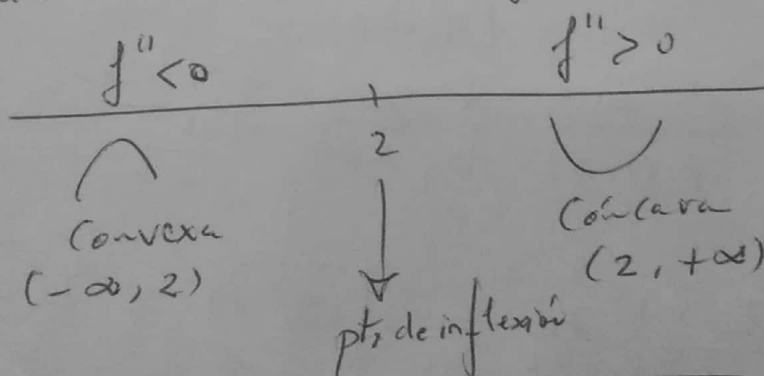 f''<0
f''>0
2
Convexa
(-∞, 2)
Cóncava
(2, +∞)
pto de inflexión